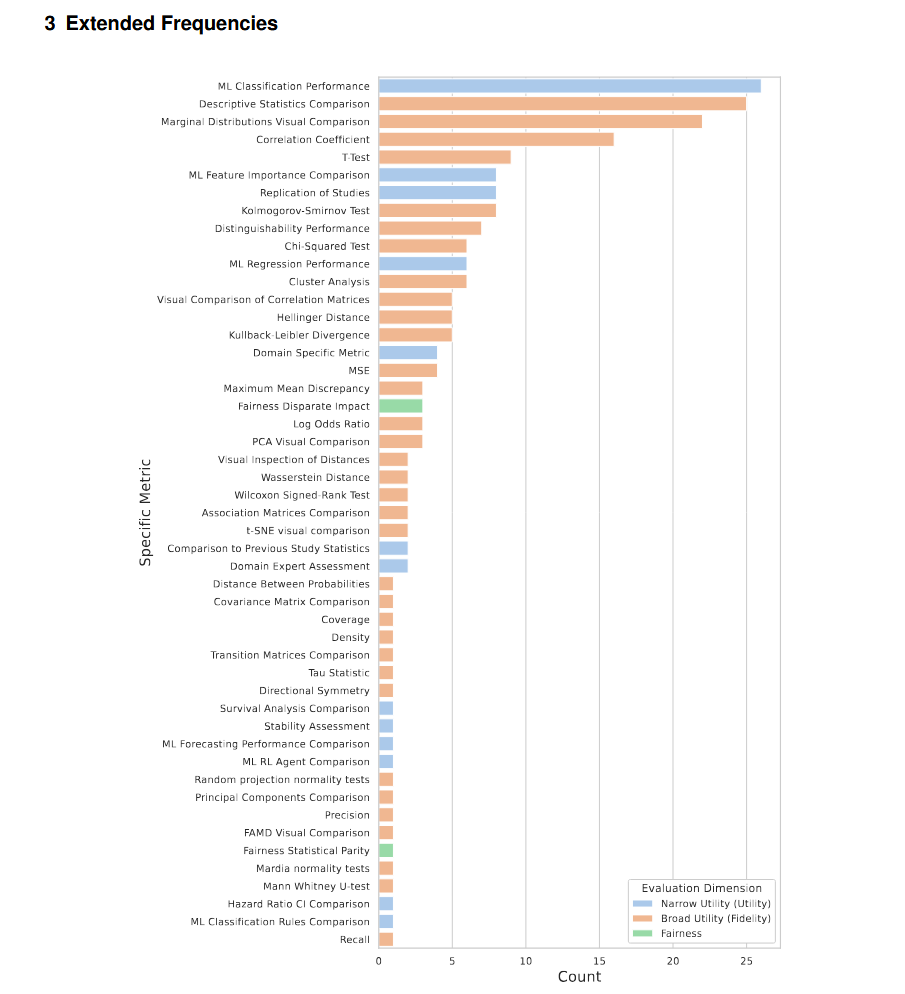 3 Extended Frequencies
ML Classification Performance
Descriptive Statistics Comparison
Marginal Distributions Visual Comparison
Correlation Coefficient
T-Test
ML Feature Importance Comparison
Replication of Studies
Kolmogorov-Smirnov Test
Distinguishability Performance
Chi-Squared Test
ML Regression Performance
Cluster Analysis
Visual Comparison of Correlation Matrices
Hellinger Distance
Kullback-Leibler Divergence
Domain Specific Metric
MSE
Maximum Mean Discrepancy
Fairness Disparate Impact
Log Odds Ratio
PCA Visual Comparison
Visual Inspection of Distances
Wasserstein Distance
Wilcoxon Signed-Rank Test
Association Matrices Comparison
t-SNE visual comparison
Comparison to Previous Study Statistics
Domain Expert Assessment
Distance Between Probabilities
Covariance Matrix Comparison
Coverage
Density
Transition Matrices Comparison
Tau Statistic
Directional Symmetry
Survival Analysis Comparison
Stability Assessment
ML Forecasting Performance Comparison
ML RL Agent Comparison
Random projection normality tests
Principal Components Comparison
Precision
FAMD Visual Comparison
Fairness Statistical Parity
Mardia normality tests
Mann Whitney U-test
Hazard Ratio CI Comparison
ML Classification Rules Comparison
Recall
Specific Metric
Evaluation Dimension
Narrow Utility (Utility)
Broad Utility (Fidelity)
Fairness
0 5 10 15 20 25
Count